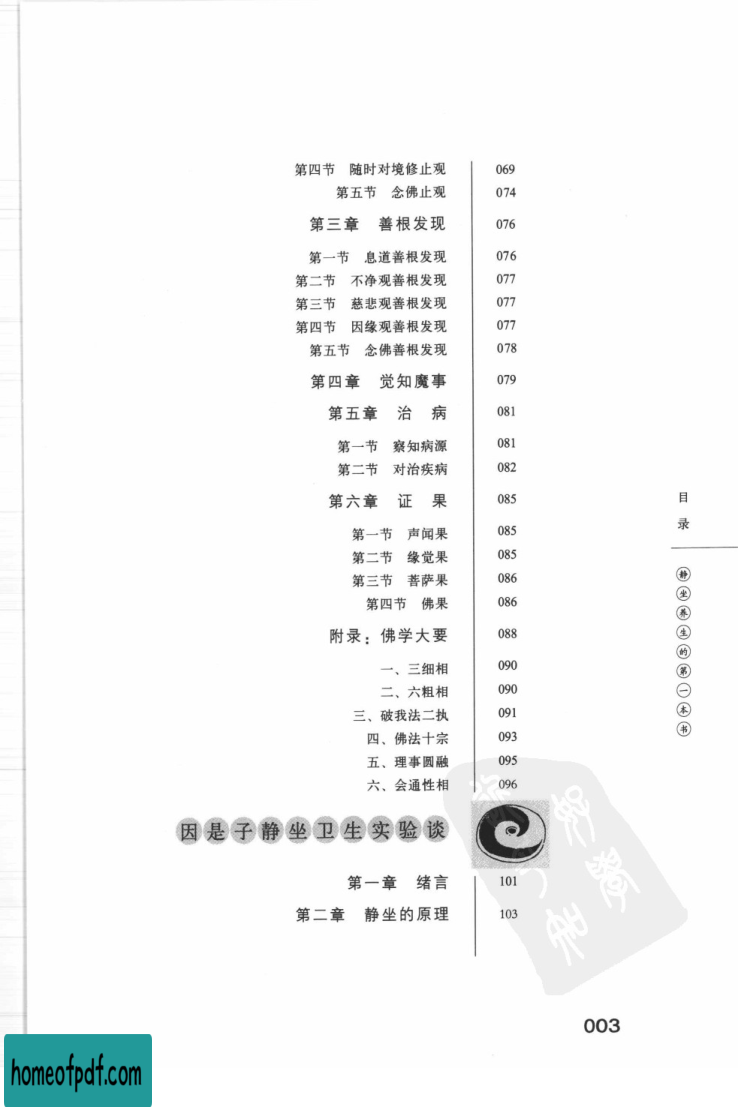 第四节 随时对境修止观 069
第五节 念佛止观 074
第三章 善根发现 076
第一节 息道善根发现 076
第二节 不净观善根发现 077
第三节 慈悲观善根发现 077
第四节 因缘观善根发现 077
第五节 念佛善根发现 078
第四章 觉知魔事 079
第五章 治 病 081
第一节 察知病源 081
第二节 对治疾病 082
第六章 证 果 085
第一节 声闻果 085
第二节 缘觉果 085
第三节 菩萨果 086
第四节 佛果 086
附录：佛学大要 088
一、三细相 090
二、六粗相 090
三、破我法二执 091
四、佛法十宗 093
五、理事圆融 095
六、会通性相 096
因是子静坐卫生实验谈
第一章 绪言 101
第二章 静坐的原理 103
目录
静坐养生的第一本书
003
homeofpdf.com